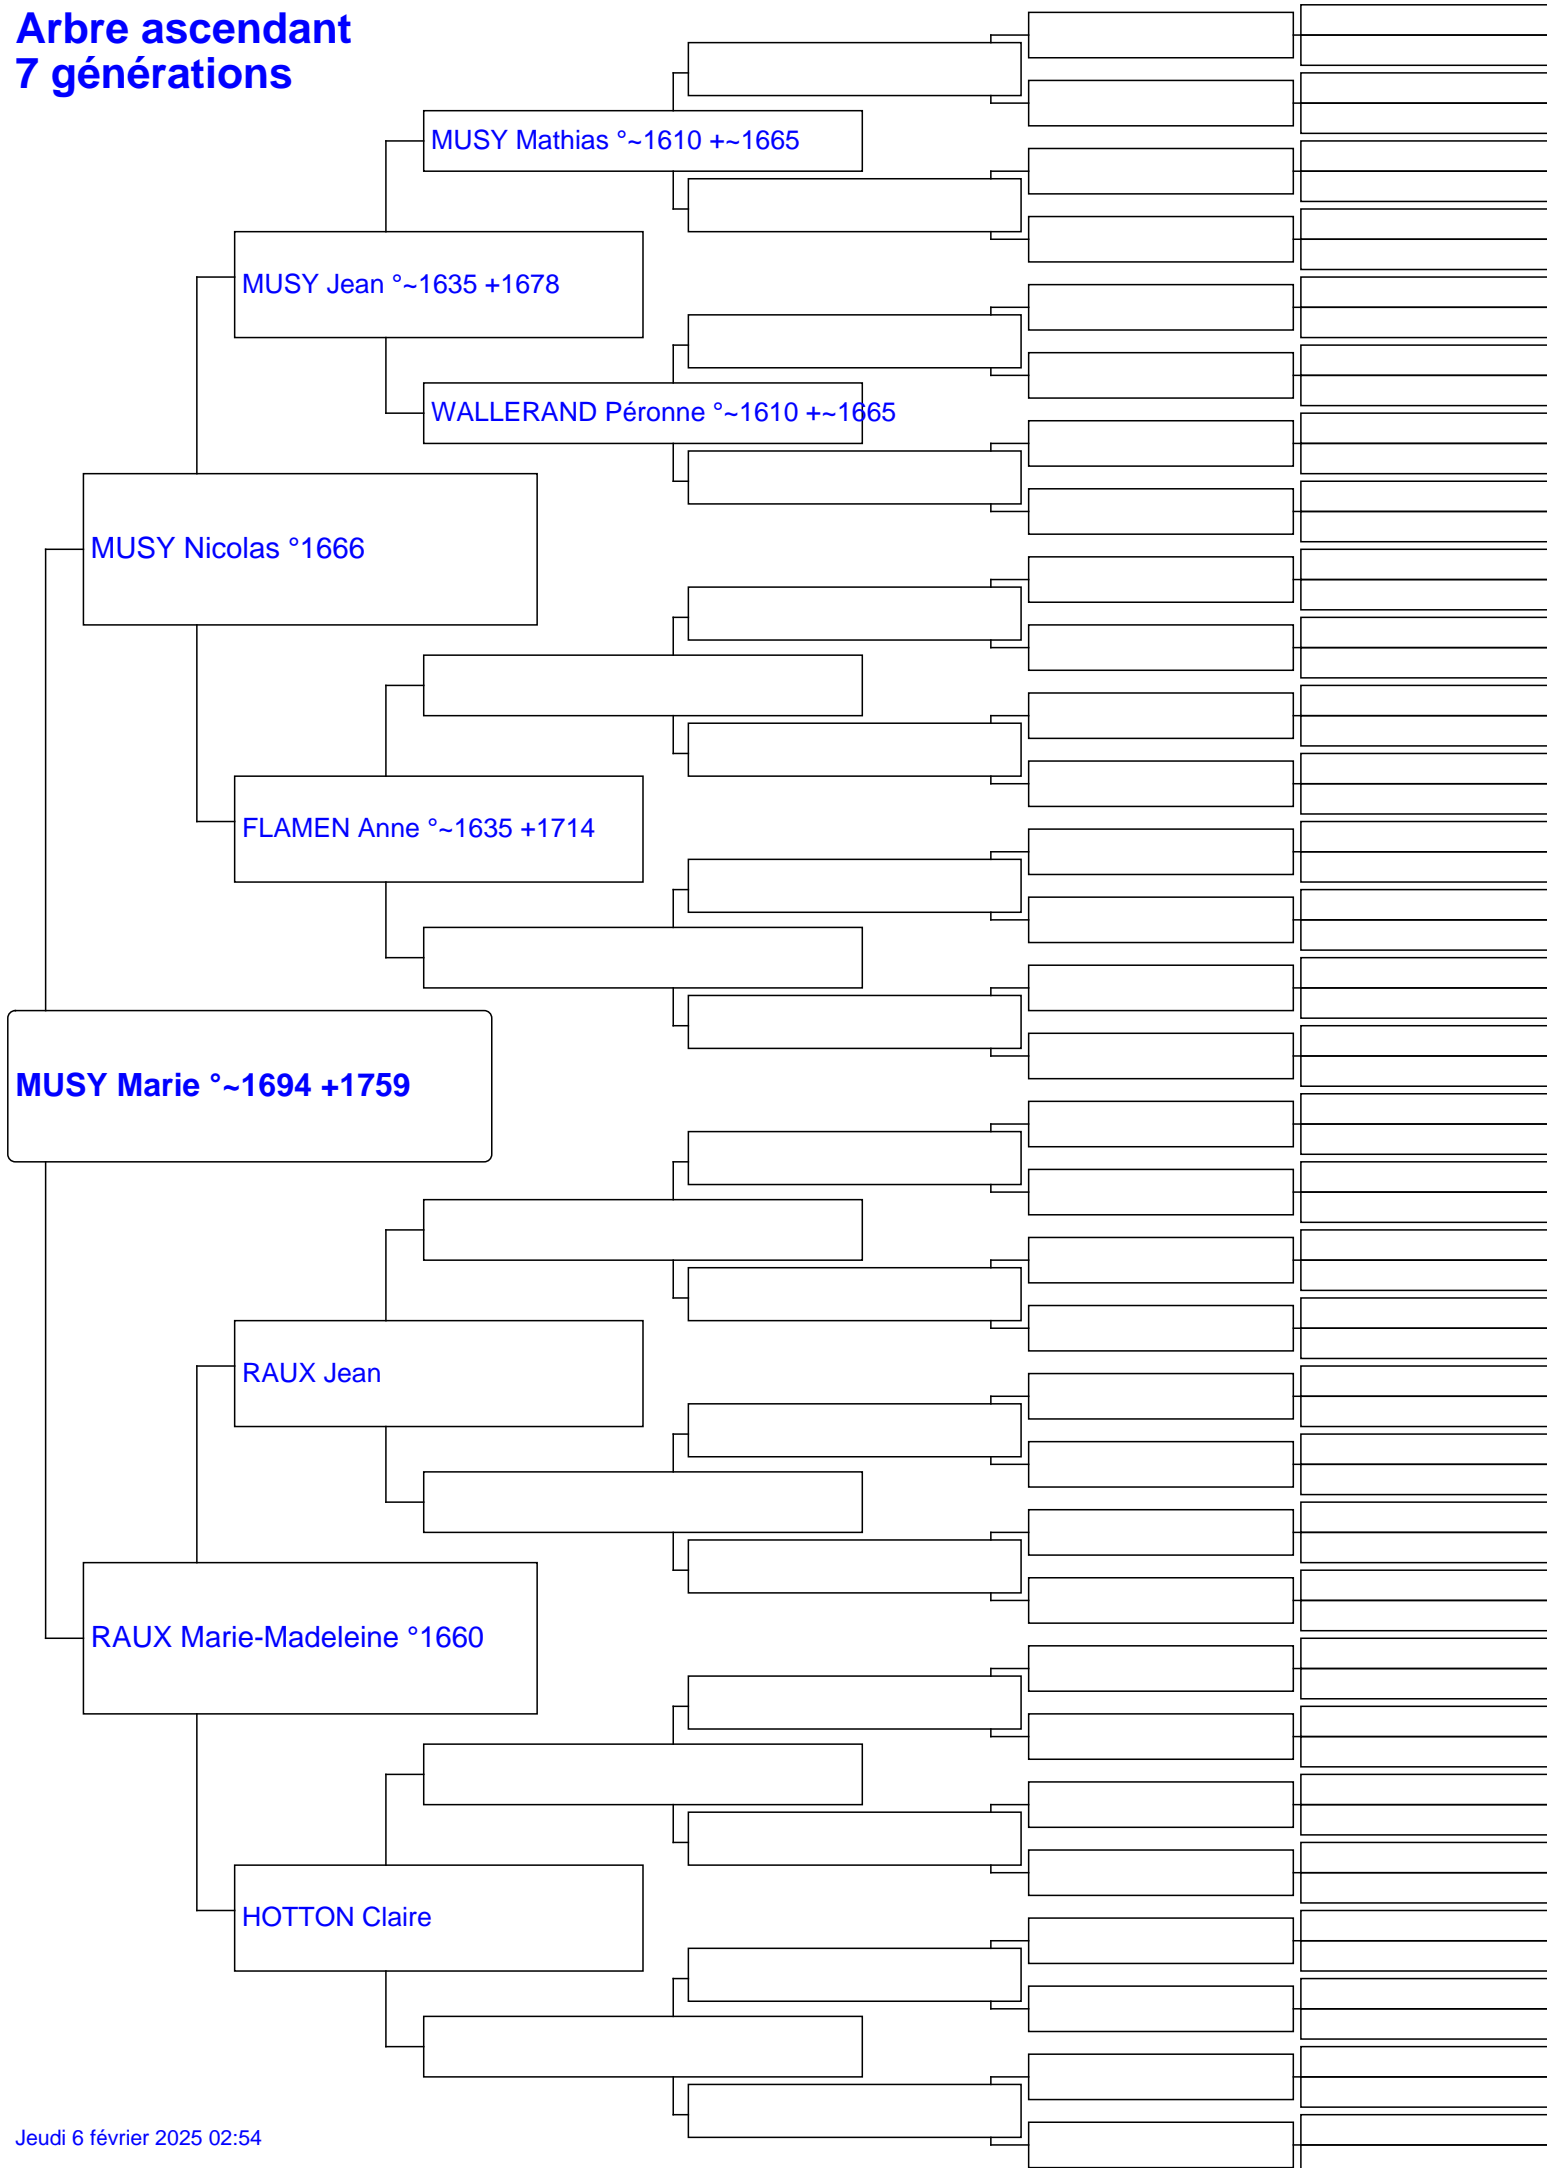 Arbre ascendant
7 générations
MUSY Mathias °~1610 +~1665
MUSY Jean °~1635 +1678
WALLERAND Péronne °~1610 +~1665
MUSY Nicolas °1666
FLAMEN Anne °~1635 +1714
MUSY Marie °~1694 +1759
RAUX Jean
RAUX Marie-Madeleine °1660
HOTTON Claire
Jeudi 6 février 2025 02:54